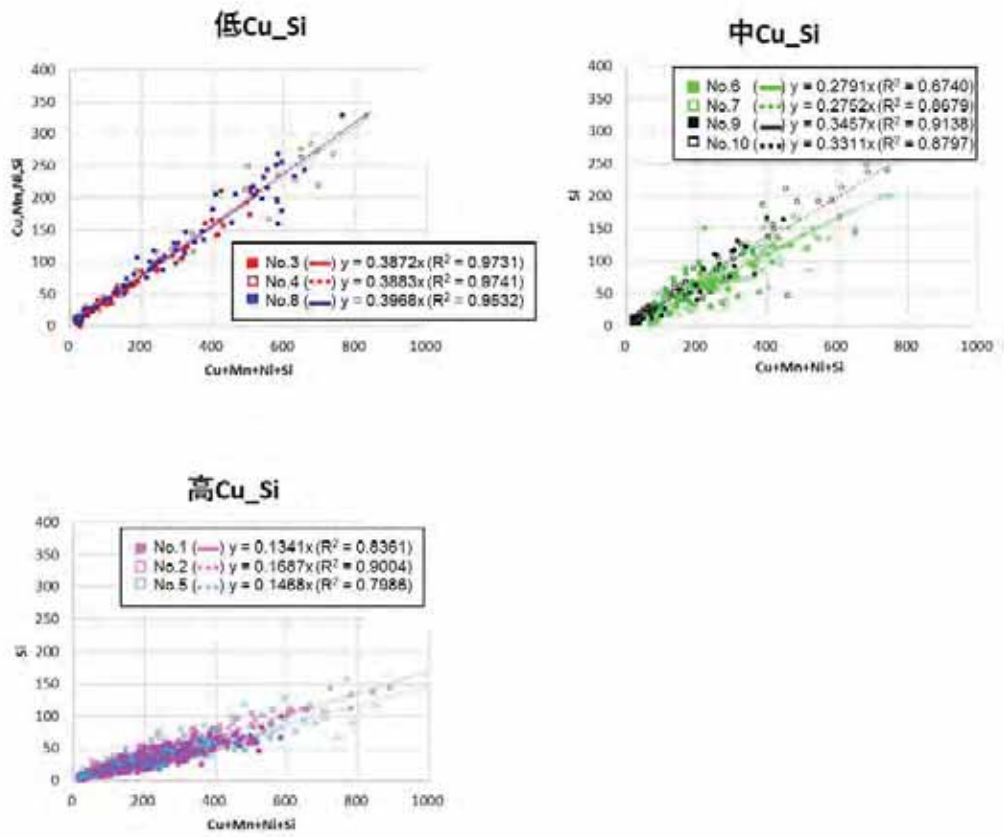 低Cu_Si
400
350
300
250
200
150
100
50
0
Cu,Mn,Ni,Si
No.3 (—) y = 0.3872x (R² = 0.9731)
No.4 (---) y = 0.3883x (R² = 0.9741)
No.8 (—) y = 0.3968x (R² = 0.9532)
0 200 400 600 800 1000
Cu+Mn+Ni+Si
中Cu_Si
400
350
300
250
200
150
100
50
0
Si
No.6 (—) y = 0.2791x (R² = 0.6740)
No.7 (---) y = 0.2752x (R² = 0.8679)
No.9 (—) y = 0.3457x (R² = 0.9138)
No.10 (---) y = 0.3311x (R² = 0.8797)
0 200 400 600 800 1000
Cu+Mn+Ni+Si
高Cu_Si
400
350
300
250
200
150
100
50
0
Si
No.1 (—) y = 0.1341x (R² = 0.8361)
No.2 (---) y = 0.1687x (R² = 0.9004)
No.5 (---) y = 0.1468x (R² = 0.7986)
0 200 400 600 800 1000
Cu+Mn+Ni+Si